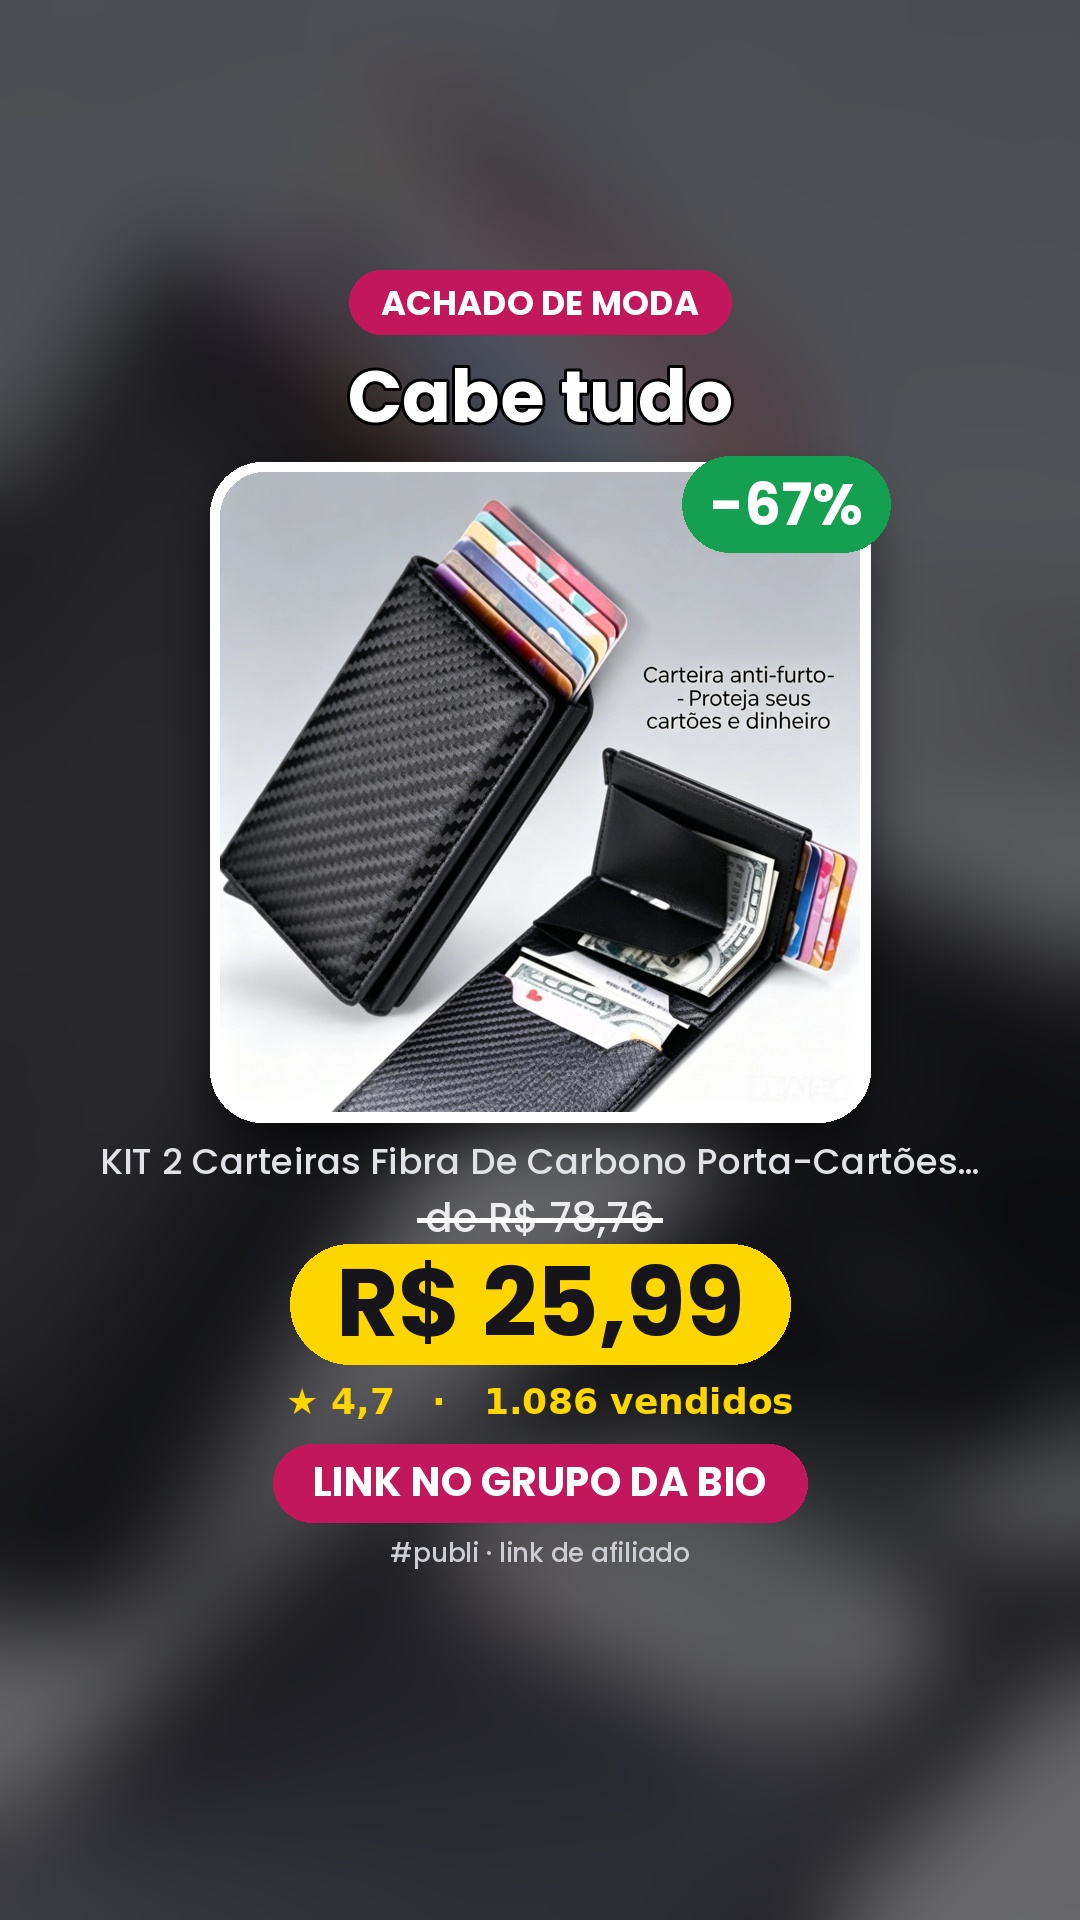 ACHADO DE MODA
Cabe tudo
-67%
Carteira anti-furto-
- Proteja seus
cartões e dinheiro
KIT 2 Carteiras Fibra De Carbono Porta-Cartões...
de R$ 78,76
R$ 25,99
★ 4,7 · 1.086 vendidos
LINK NO GRUPO DA BIO
#publi · link de afiliado